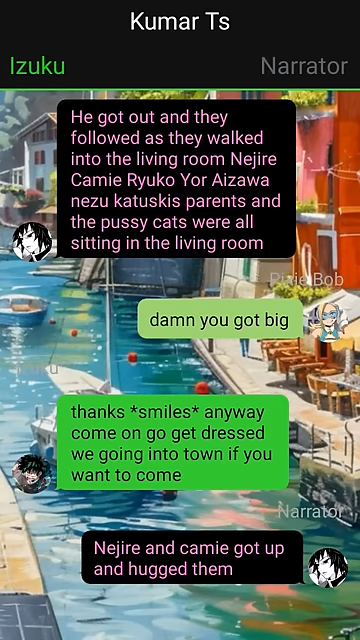 Kumar Ts
Izuku
Narrator
He got out and they
followed as they walked
into the living room Nejire
Camie Ryuko Yor Aizawa
nezu katuskis parents and
the pussy cats were all
sitting in the living room
Pixie Bob
damn you got big
thanks *smiles* anyway
come on go get dressed
we going into town if you
want to come
Narrator
Nejire and camie got up
and hugged them